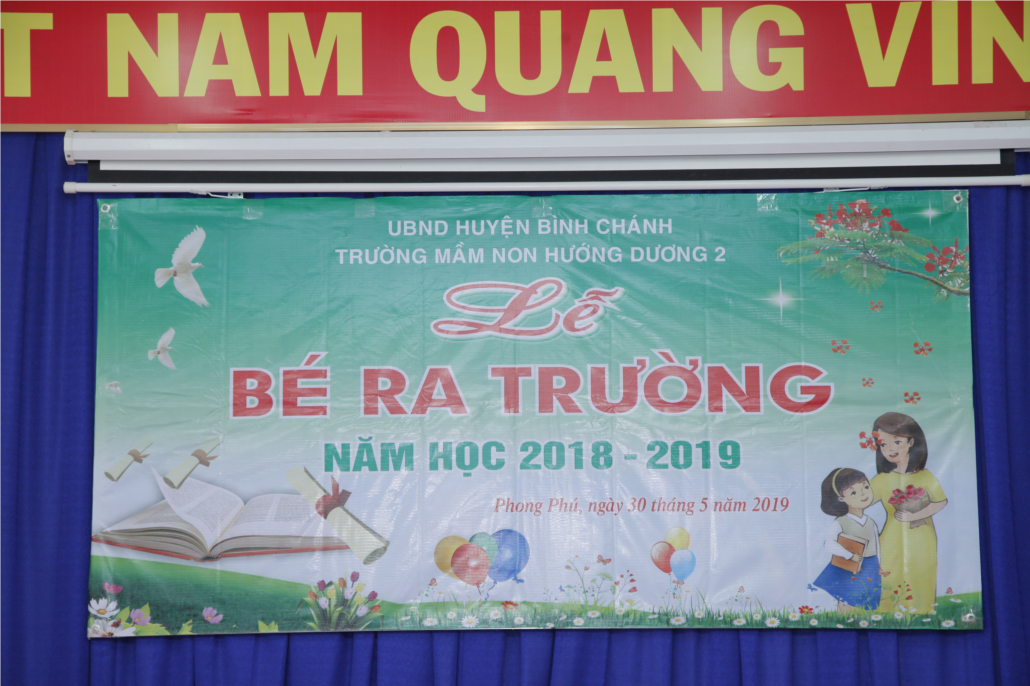 T NAM QUANG VIN
UBND HUYỆN BÌNH CHÁNH
TRƯỜNG MẦM NON HƯỚNG DƯƠNG 2
Lễ
BÉ RA TRƯỜNG
NĂM HỌC 2018 - 2019
Phong Phú, ngày 30 tháng 5 năm 2019